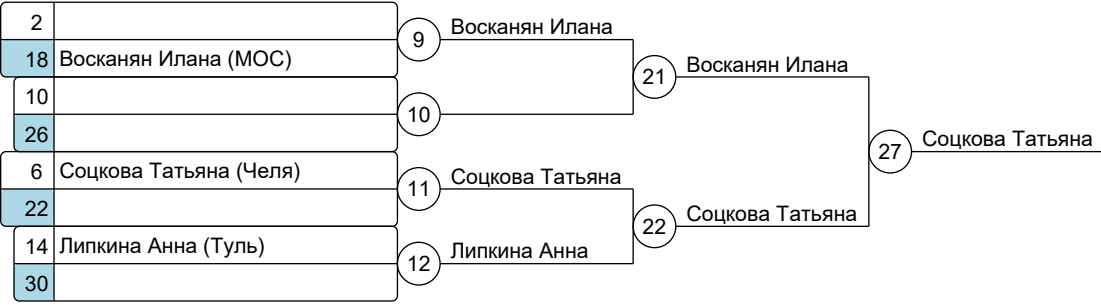 2
18 Восканян Илана (МОС)
9
Восканян Илана
10
26
10
21
Восканян Илана
6 Соцкова Татьяна (Челя)
22
11
Соцкова Татьяна
14 Липкина Анна (Туль)
30
12
Липкина Анна
22
Соцкова Татьяна
27
Соцкова Татьяна